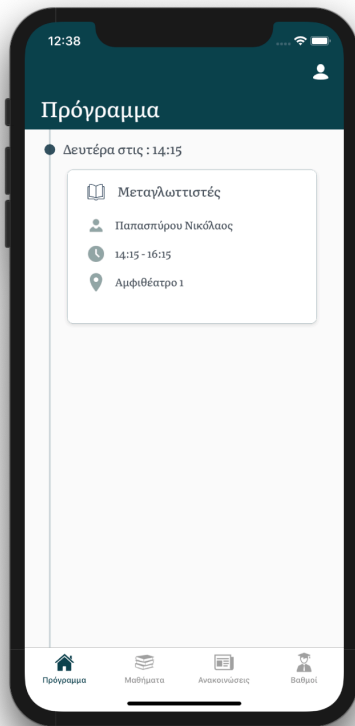 12:38
Πρόγραμμα
Δευτέρα στις : 14:15
Μεταγλωττιστές
Παπασπύρου Νικόλαος
14:15 - 16:15
Αμφιθέατρο 1
Πρόγραμμα Μαθήματα Ανακοινώσεις Βαθμοί